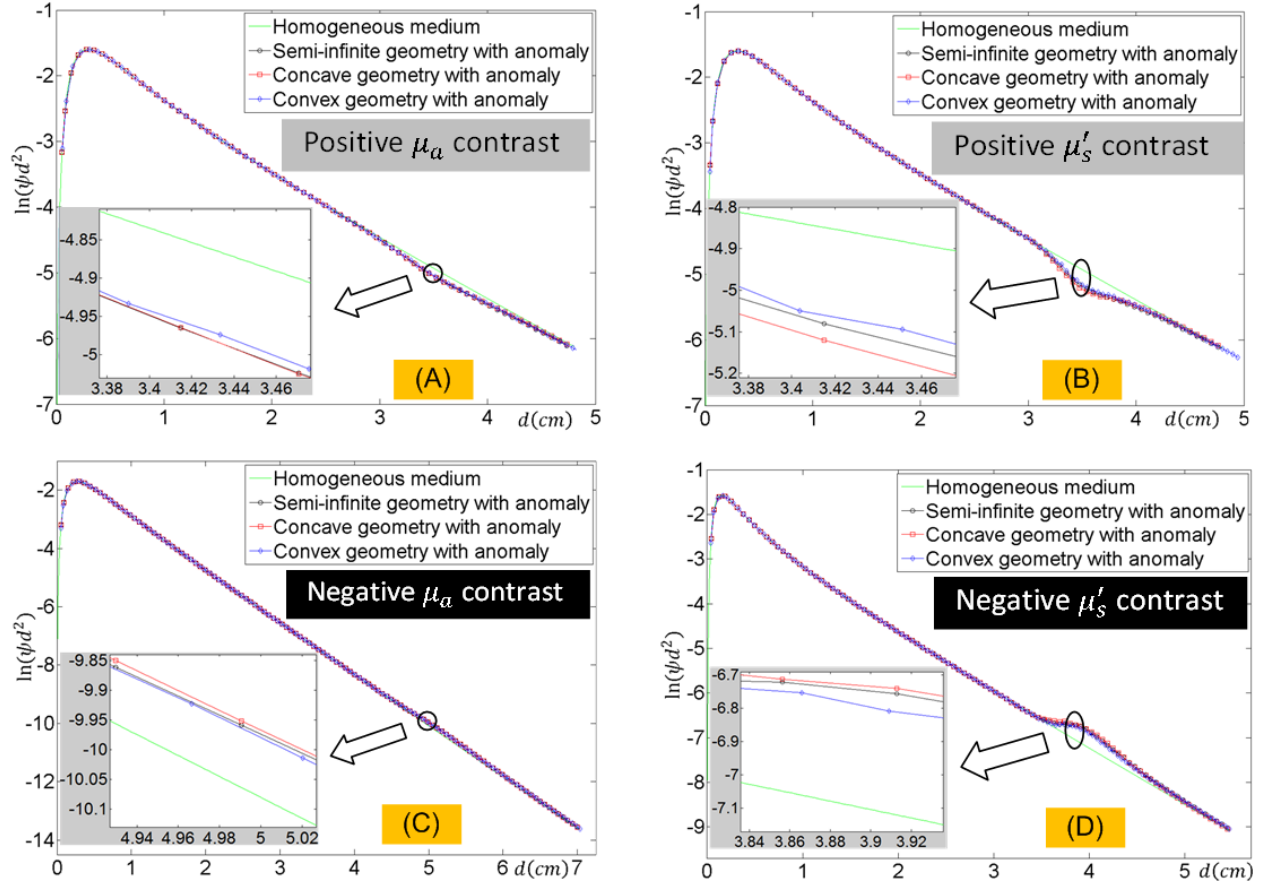 Homogeneous medium
Semi-infinite geometry with anomaly
Concave geometry with anomaly
Convex geometry with anomaly
Positive μₐ contrast
ln(ψd²)
-1
-2
-3
-4
-5
-6
-7
-4.85
-4.9
-4.95
-5
3.38 3.4 3.42 3.44 3.46
(A)
0 1 2 3 4 5
d(cm)
Homogeneous medium
Semi-infinite geometry with anomaly
Concave geometry with anomaly
Convex geometry with anomaly
Positive μ′ₛ contrast
ln(ψd²)
-1
-2
-3
-4
-5
-6
-7
-4.8
-4.9
-5
-5.1
-5.2
3.38 3.4 3.42 3.44 3.46
(B)
0 1 2 3 4 5
d(cm)
Homogeneous medium
Semi-infinite geometry with anomaly
Concave geometry with anomaly
Convex geometry with anomaly
Negative μₐ contrast
ln(ψd²)
-2
-4
-6
-8
-10
-12
-14
-9.85
-9.9
-9.95
-10
-10.05
-10.1
4.94 4.96 4.98 5 5.02
(C)
0 1 2 3 4 5 6 7
d(cm)
Homogeneous medium
Semi-infinite geometry with anomaly
Concave geometry with anomaly
Convex geometry with anomaly
Negative μ′ₛ contrast
ln(ψd²)
-1
-2
-3
-4
-5
-6
-7
-8
-9
-6.7
-6.8
-6.9
-7
-7.1
3.84 3.86 3.88 3.9 3.92
(D)
0 1 2 3 4 5
d(cm)